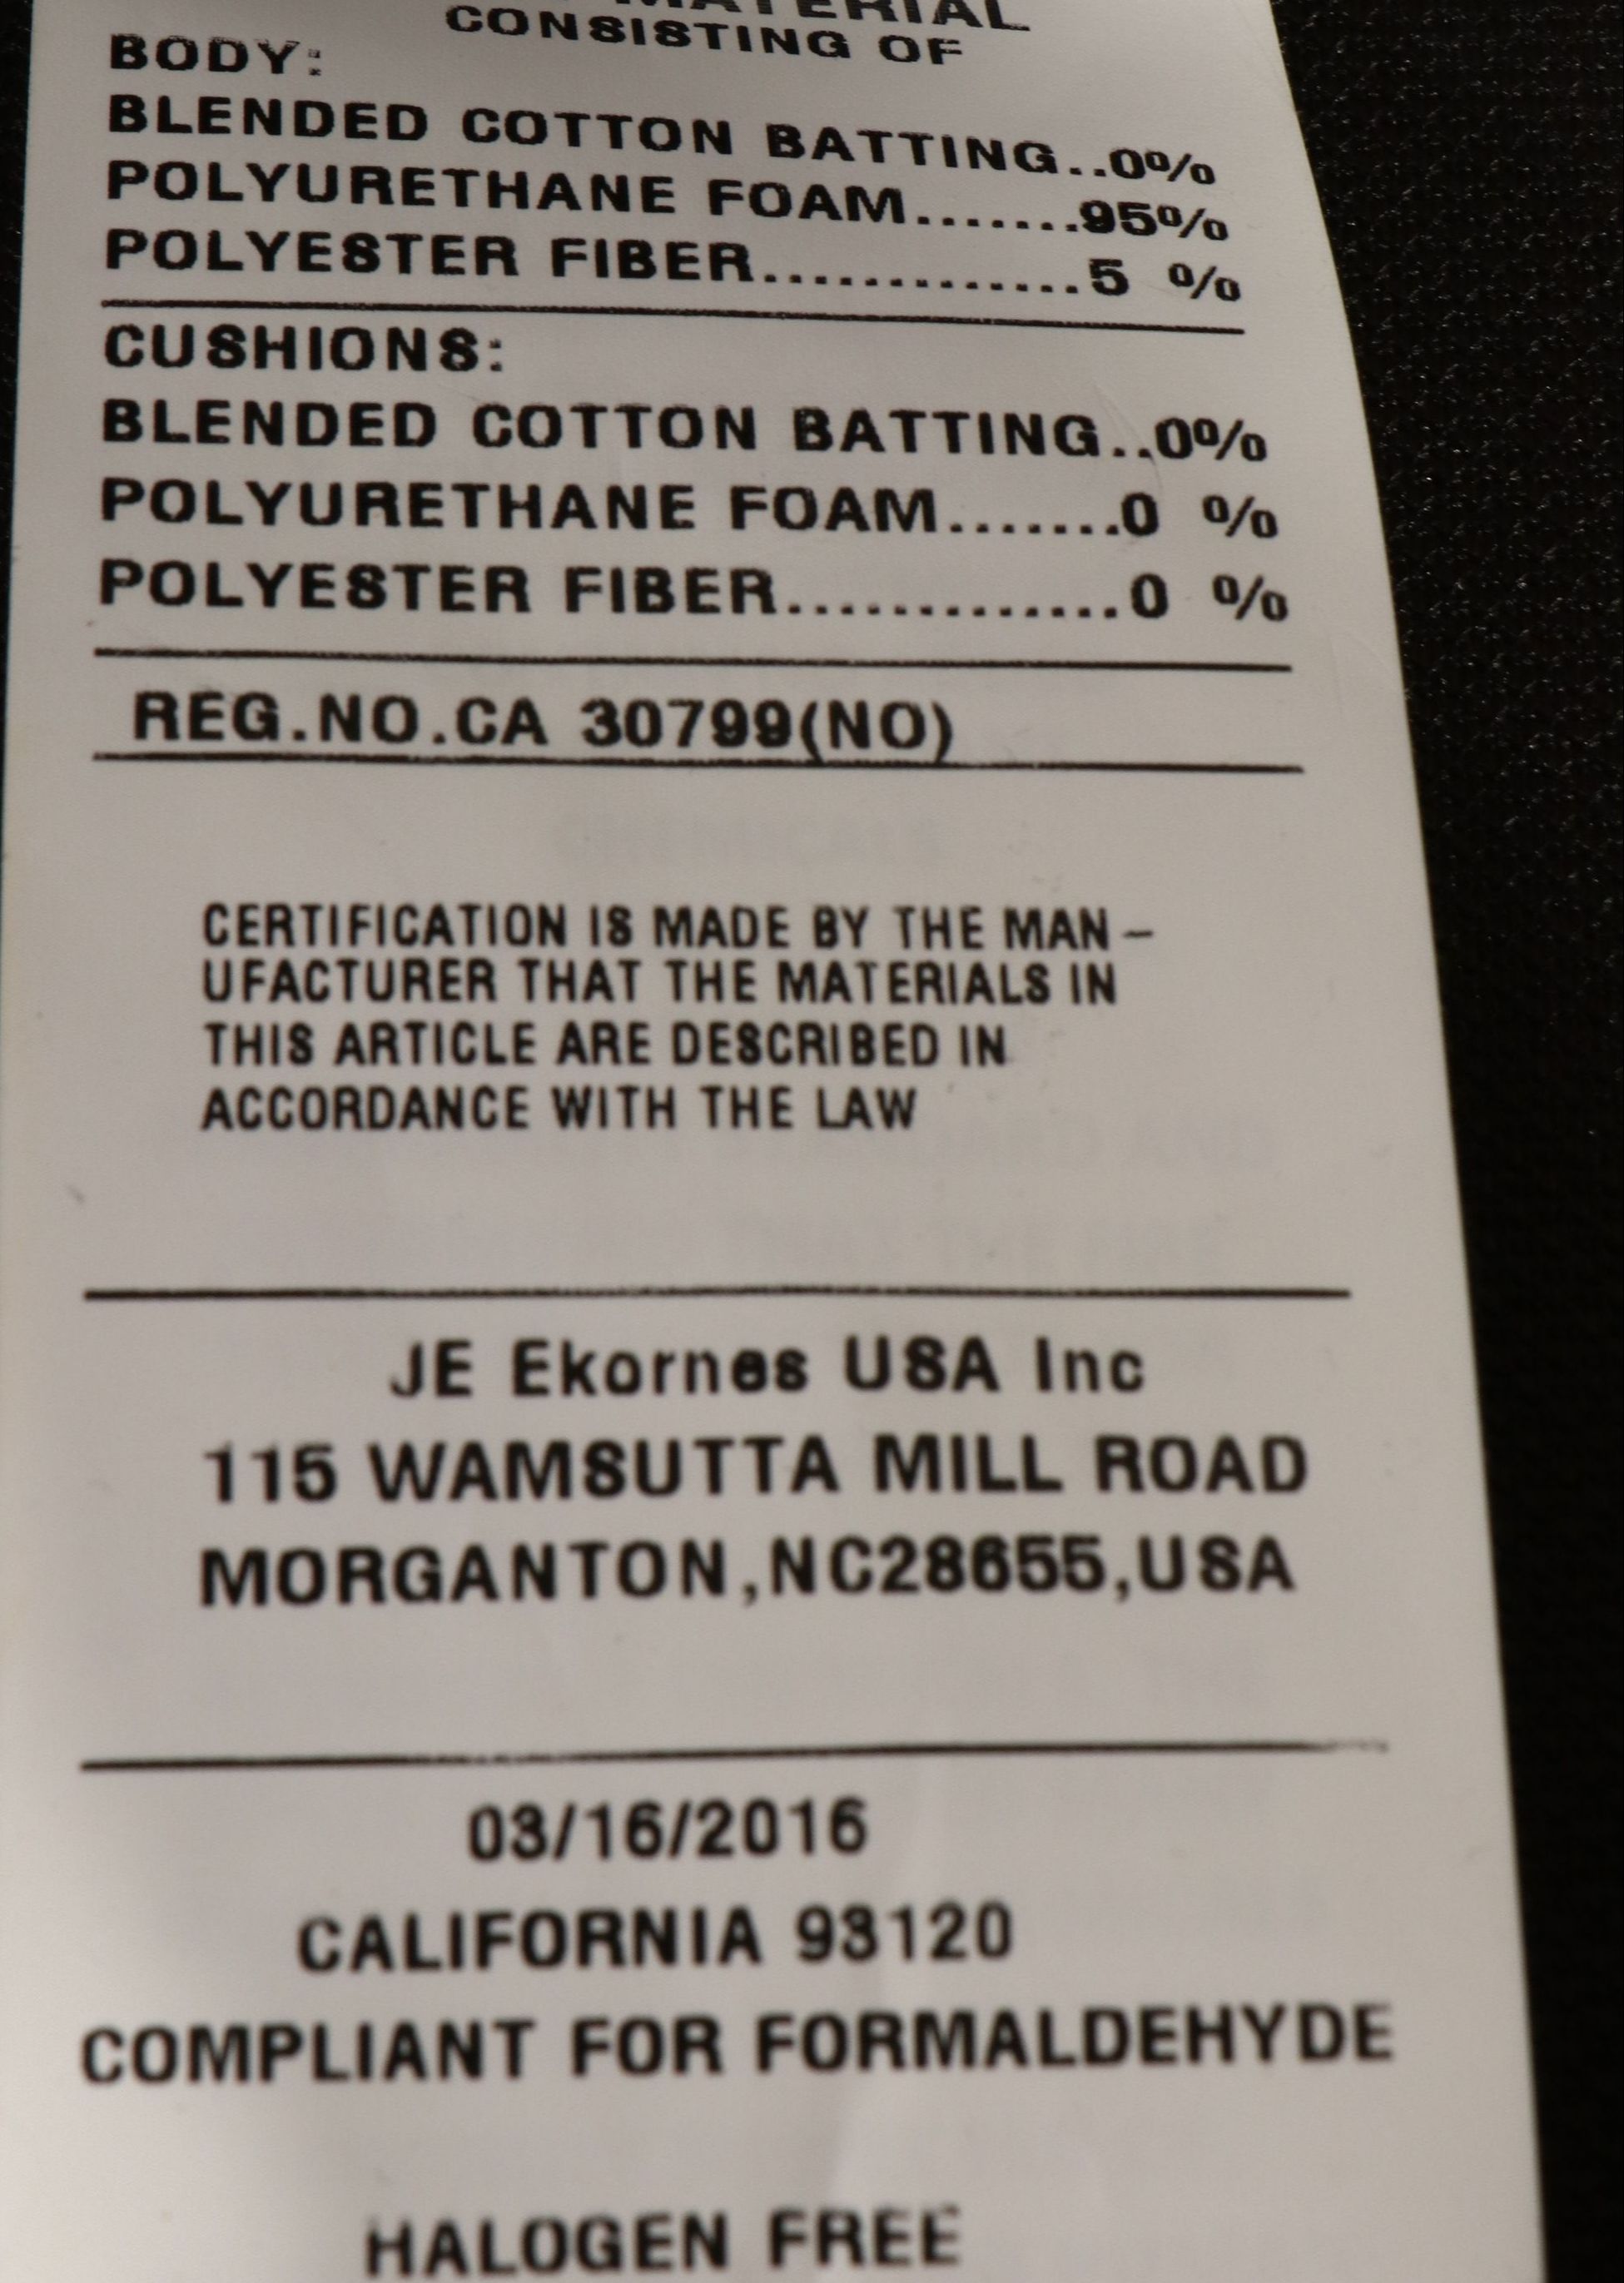 MATERIAL
CONSISTING OF
BODY:
BLENDED COTTON BATTING..0%
POLYURETHANE FOAM.......95%
POLYESTER FIBER.............5 %
CUSHIONS:
BLENDED COTTON BATTING..0%
POLYURETHANE FOAM.......0 %
POLYESTER FIBER.............0 %
REG.NO.CA 30799(NO)
CERTIFICATION IS MADE BY THE MAN-
UFACTURER THAT THE MATERIALS IN
THIS ARTICLE ARE DESCRIBED IN
ACCORDANCE WITH THE LAW
JE Ekornes USA Inc
115 WAMSUTTA MILL ROAD
MORGANTON,NC28655,USA
03/16/2016
CALIFORNIA 93120
COMPLIANT FOR FORMALDEHYDE
HALOGEN FREE